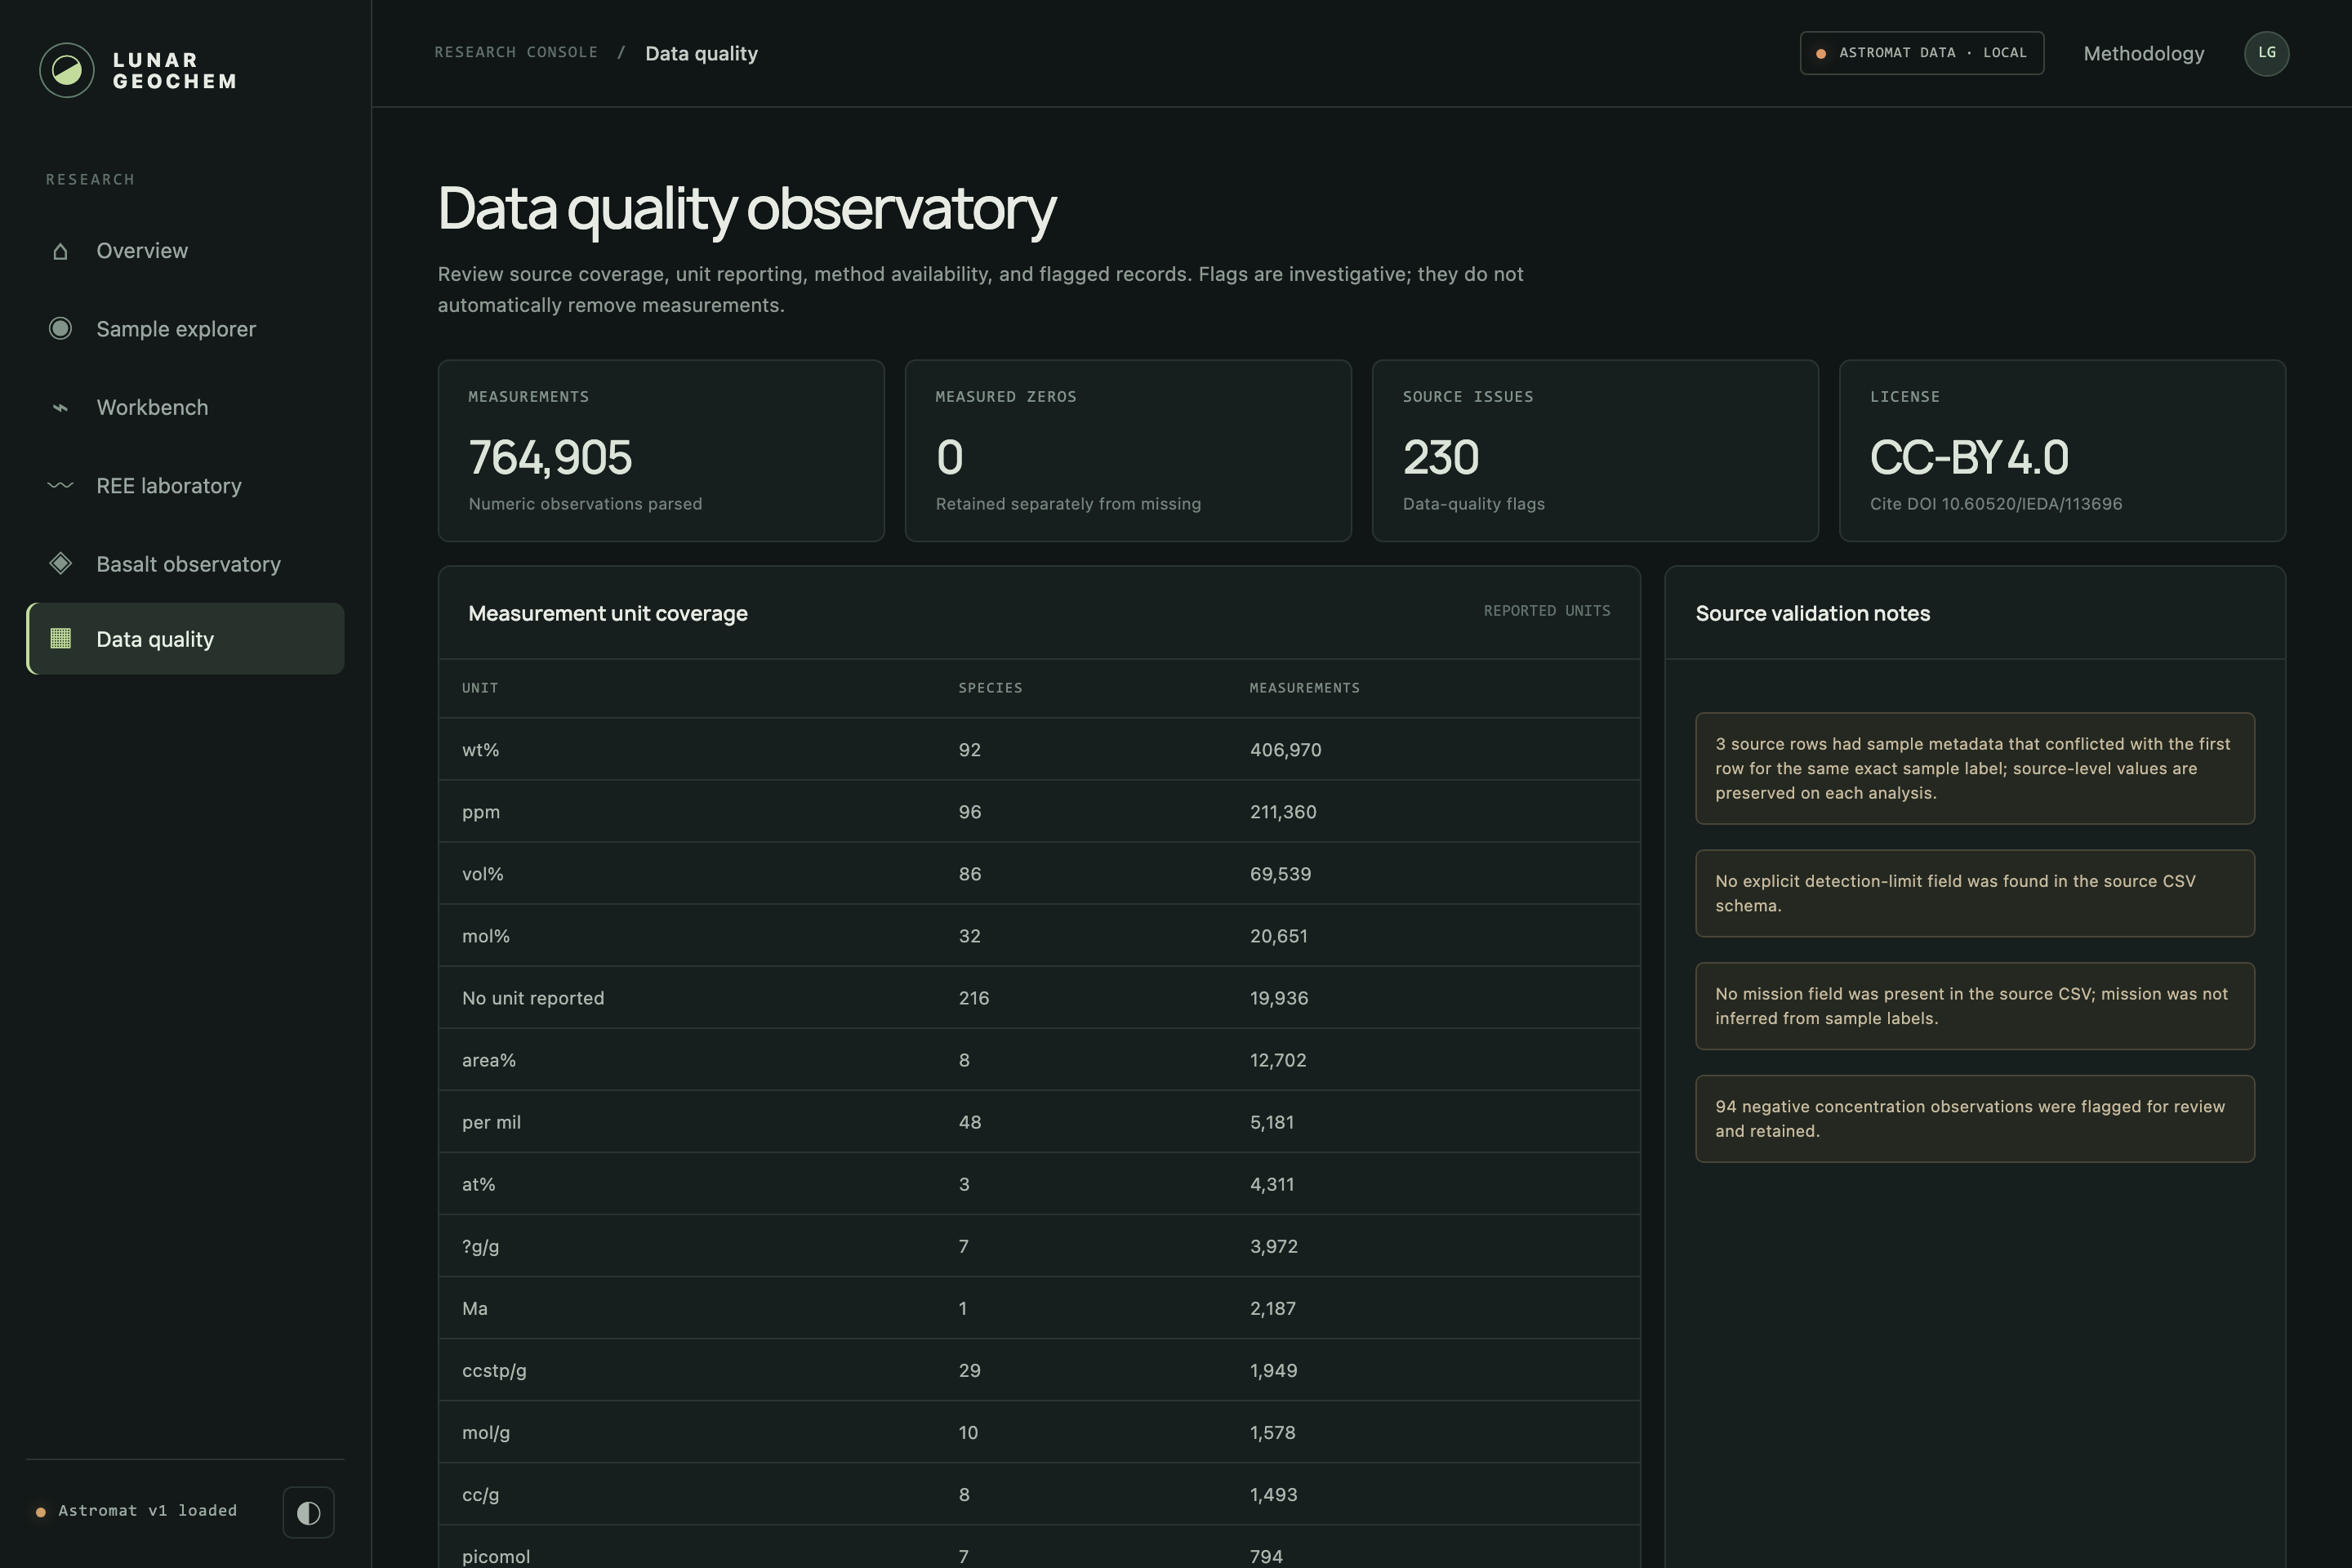 LUNAR
GEOCHEM
RESEARCH
Overview
Sample explorer
Workbench
REE laboratory
Basalt observatory
Data quality
Astromat v1 loaded
RESEARCH CONSOLE / Data quality
ASTROMAT DATA · LOCAL
Methodology
LG
Data quality observatory
Review source coverage, unit reporting, method availability, and flagged records. Flags are investigative; they do not
automatically remove measurements.
MEASUREMENTS
764,905
Numeric observations parsed
MEASURED ZEROS
0
Retained separately from missing
SOURCE ISSUES
230
Data-quality flags
LICENSE
CC-BY 4.0
Cite DOI 10.60520/IEDA/113696
Measurement unit coverage REPORTED UNITS
UNIT SPECIES MEASUREMENTS
wt% 92 406,970
ppm 96 211,360
vol% 86 69,539
mol% 32 20,651
No unit reported 216 19,936
area% 8 12,702
per mil 48 5,181
at% 3 4,311
?g/g 7 3,972
Ma 1 2,187
ccstp/g 29 1,949
mol/g 10 1,578
cc/g 8 1,493
picomol 7 794
Source validation notes
3 source rows had sample metadata that conflicted with the first
row for the same exact sample label; source-level values are
preserved on each analysis.
No explicit detection-limit field was found in the source CSV
schema.
No mission field was present in the source CSV; mission was not
inferred from sample labels.
94 negative concentration observations were flagged for review
and retained.